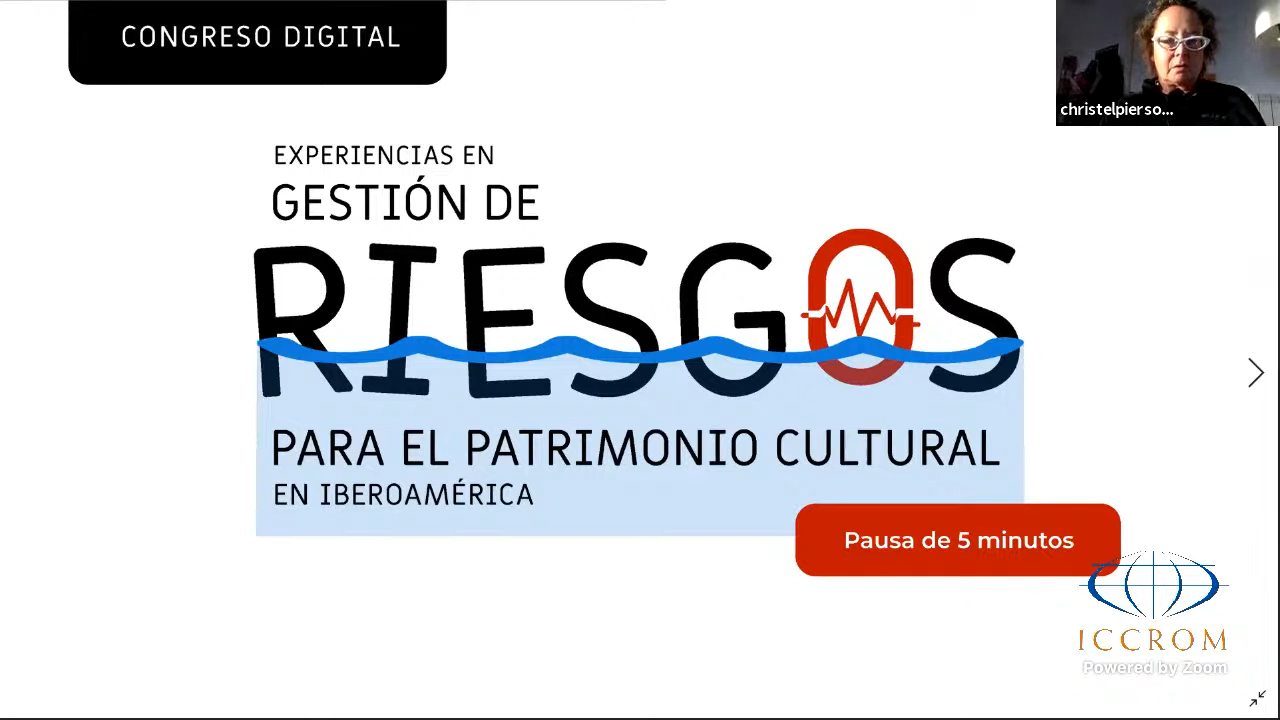 CONGRESO DIGITAL
christelpierso...
EXPERIENCIAS EN
GESTIÓN DE
RIESGOS
PARA EL PATRIMONIO CULTURAL
EN IBEROAMÉRICA
Pausa de 5 minutos
ICCROM
Powered by Zoom